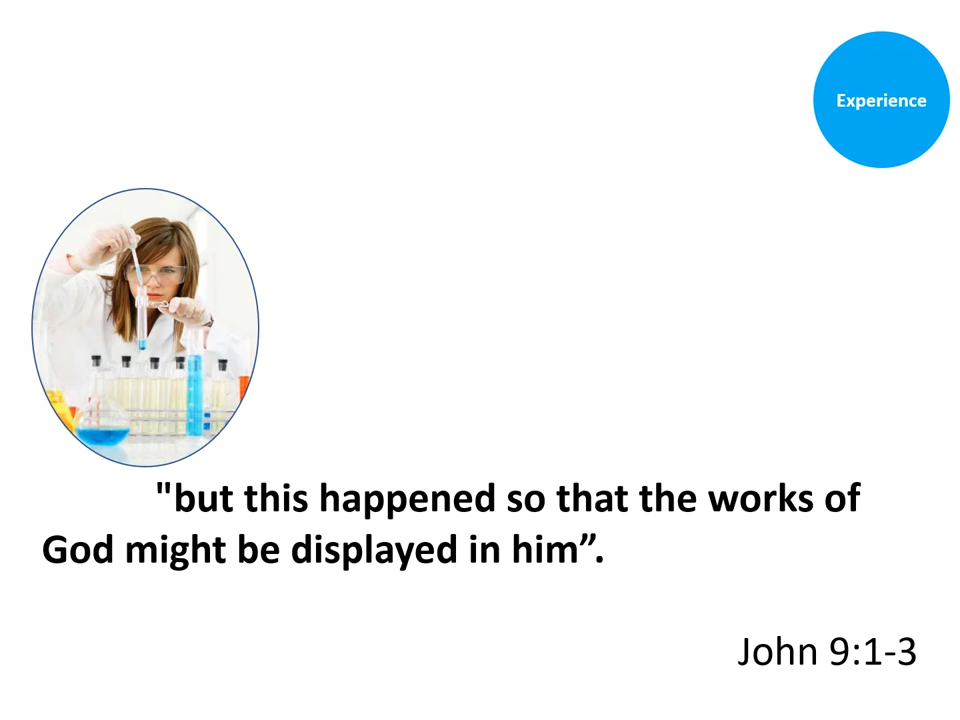 Experience
"but this happened so that the works of
God might be displayed in him”.
John 9:1-3